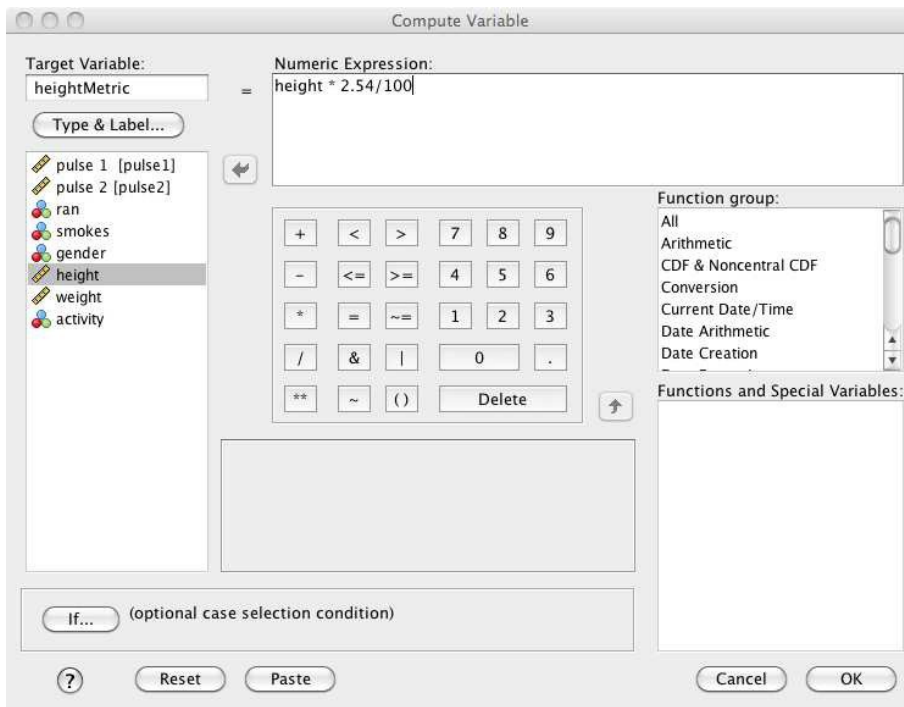 Compute Variable
Target Variable:
heightMetric
=
Numeric Expression:
height * 2.54/100
Type & Label...
pulse 1 [pulse1]
pulse 2 [pulse2]
ran
smokes
gender
height
weight
activity
+ < > 7 8 9
- <= >= 4 5 6
* = ~= 1 2 3
/ & | 0 .
** ~ () Delete
Function group:
All
Arithmetic
CDF & Noncentral CDF
Conversion
Current Date/Time
Date Arithmetic
Date Creation
Functions and Special Variables:
If... (optional case selection condition)
? Reset Paste Cancel OK